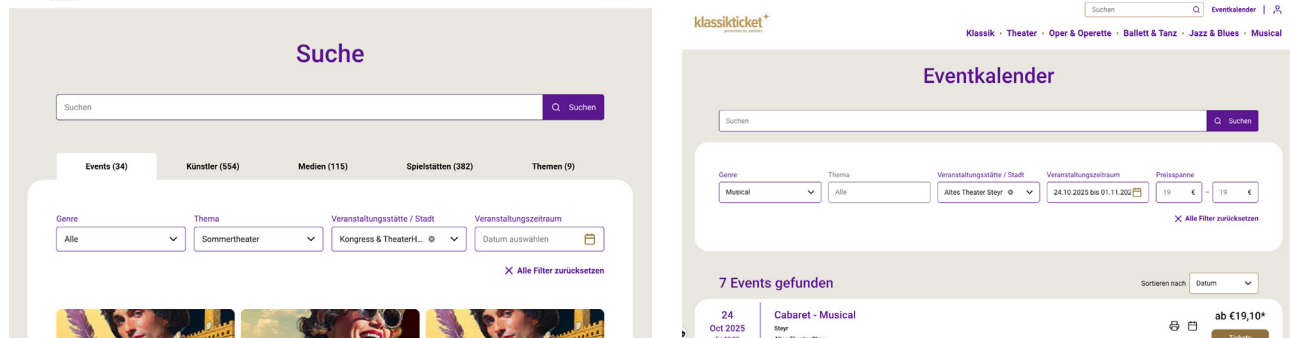 Suche
Suchen
Suchen
Events (34) Künstler (554) Medien (115) Spielstätten (382) Themen (9)
Genre Thema Veranstaltungsstätte / Stadt Veranstaltungszeitraum
Alle Sommertheater Kongress & TheaterH... Datum auswählen
Alle Filter zurücksetzen
klassikticket
Suchen Eventkalender
Klassik · Theater · Oper & Operette · Ballett & Tanz · Jazz & Blues · Musical
Eventkalender
Suchen
Suchen
Genre Thema Veranstaltungsstätte / Stadt Veranstaltungszeitraum Preisspanne
Musical Alle Altes Theater Steyr 24.10.2025 bis 01.11.202 19 € – 19 €
Alle Filter zurücksetzen
7 Events gefunden
Sortieren nach Datum
24 Cabaret - Musical ab €19,10*
Oct 2025 Steyr
Altes Theater Steyr
Tickets